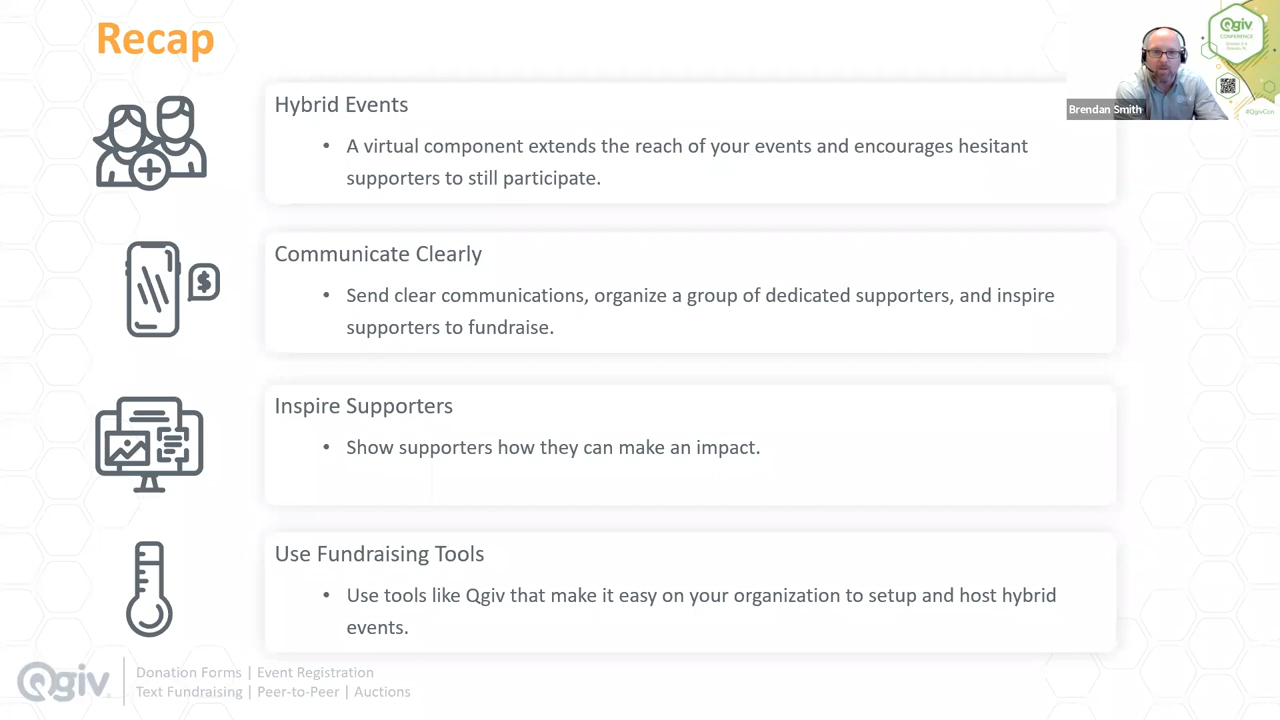 Recap
Qgiv
CONFERENCE
Brendan Smith
#QgivCon
Hybrid Events
• A virtual component extends the reach of your events and encourages hesitant
supporters to still participate.
$
Communicate Clearly
• Send clear communications, organize a group of dedicated supporters, and inspire
supporters to fundraise.
Inspire Supporters
• Show supporters how they can make an impact.
Use Fundraising Tools
• Use tools like Qgiv that make it easy on your organization to setup and host hybrid
events.
Qgiv
Donation Forms | Event Registration
Text Fundraising | Peer-to-Peer | Auctions